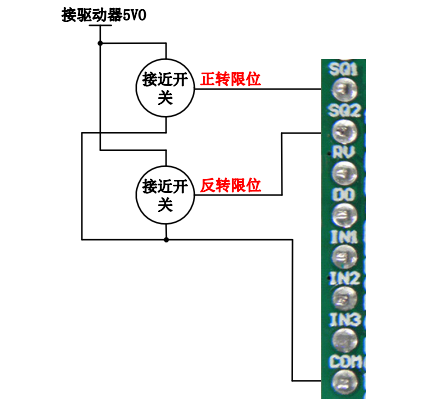 接驱动器5VO
接近开
关
正转限位
接近开
关
反转限位
SQ1
SQ2
RV
DO
IN1
IN2
IN3
COM